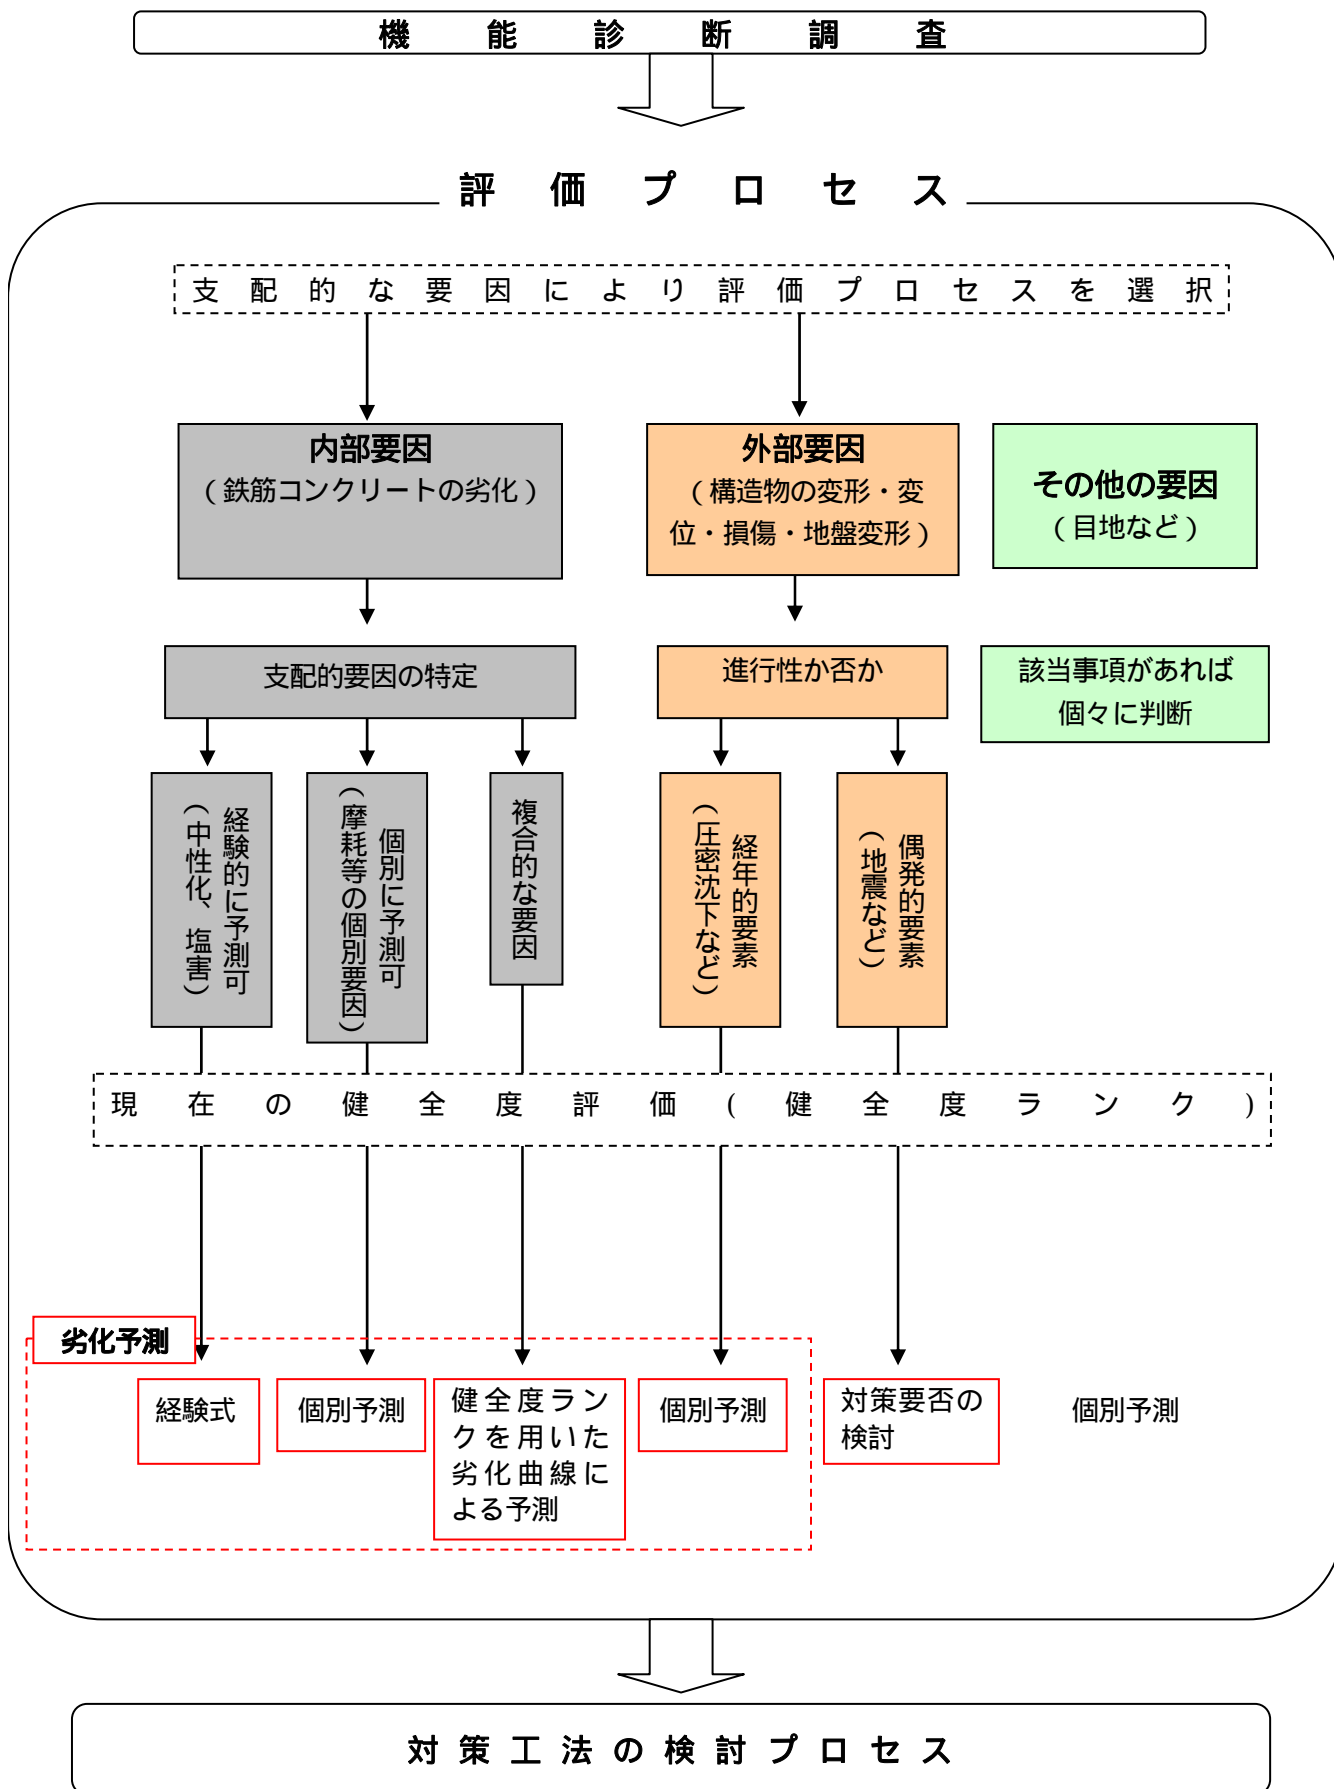 機能診断調査
評価プロセス
支配的な要因により評価プロセスを選択
内部要因
（鉄筋コンクリートの劣化）
外部要因
（構造物の変形・変
位・損傷・地盤変形）
その他の要因
（目地など）
支配的要因の特定
進行性か否か
該当事項があれば
個々に判断
経験的に予測可
（中性化、塩害）
個別に予測可
（摩耗等の個別要因）
複合的な要因
経年的要素
（圧密沈下など）
偶発的要素
（地震など）
現在の健全度評価(健全度ランク)
劣化予測
経験式
個別予測
健全度ラン
クを用いた
劣化曲線に
よる予測
個別予測
対策要否の
検討
個別予測
対策工法の検討プロセス